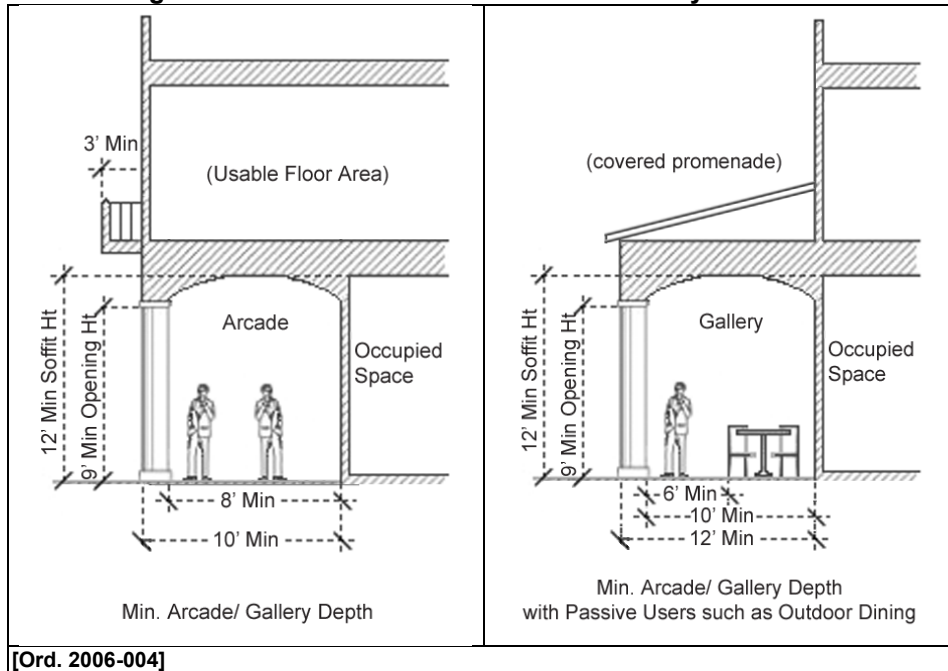 3' Min
(Usable Floor Area)
12' Min Soffit Ht
9' Min Opening Ht
Arcade
Occupied
Space
8' Min
10' Min
Min. Arcade/ Gallery Depth
(covered promenade)
12' Min Soffit Ht
9' Min Opening Ht
Gallery
Occupied
Space
6' Min
10' Min
12' Min
Min. Arcade/ Gallery Depth
with Passive Users such as Outdoor Dining
[Ord. 2006-004]